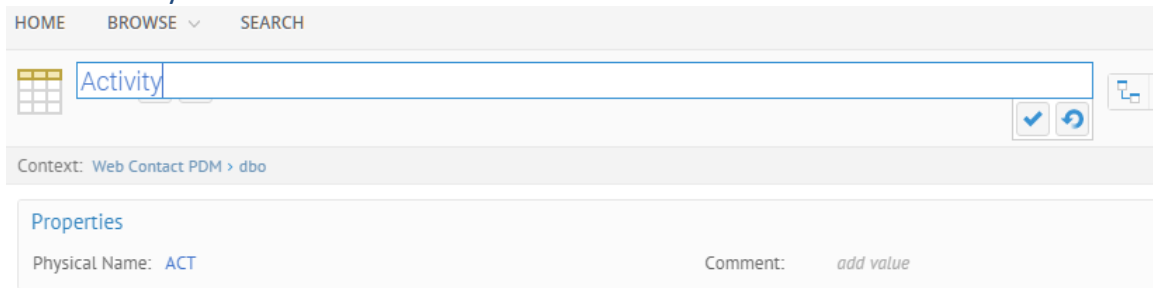 HOME BROWSE SEARCH
Activity
Context: Web Contact PDM › dbo
Properties
Physical Name: ACT Comment: add value